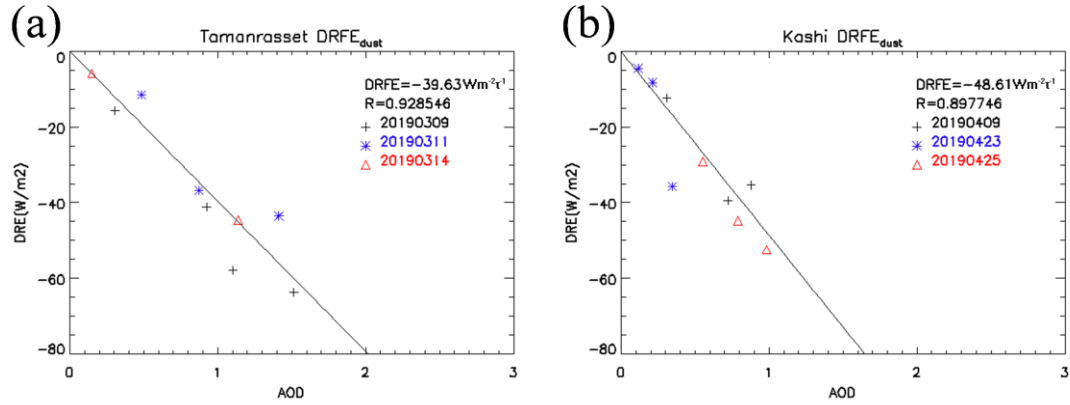 (a)
Tamanrasset DRFEdust
DRFE=−39.63Wm-2τ-1
R=0.928546
20190309
20190311
20190314
0
−20
−40
−60
−80
DRE(W/m2)
0 1 2 3
AOD
(b)
Kashi DRFEdust
DRFE=−48.61Wm-2τ-1
R=0.897746
20190409
20190423
20190425
0
−20
−40
−60
−80
DRE(W/m2)
0 1 2 3
AOD